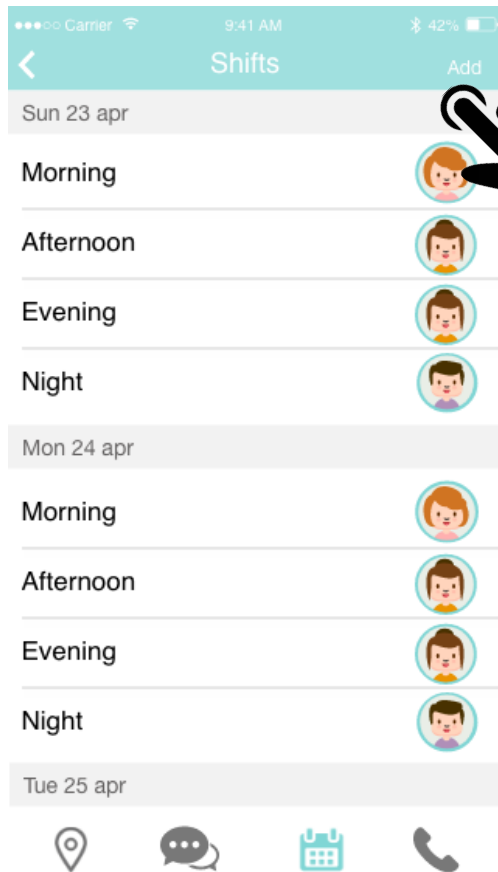 Carrier 9:41 AM 42%
Shifts Add
Sun 23 apr
Morning
Afternoon
Evening
Night
Mon 24 apr
Morning
Afternoon
Evening
Night
Tue 25 apr